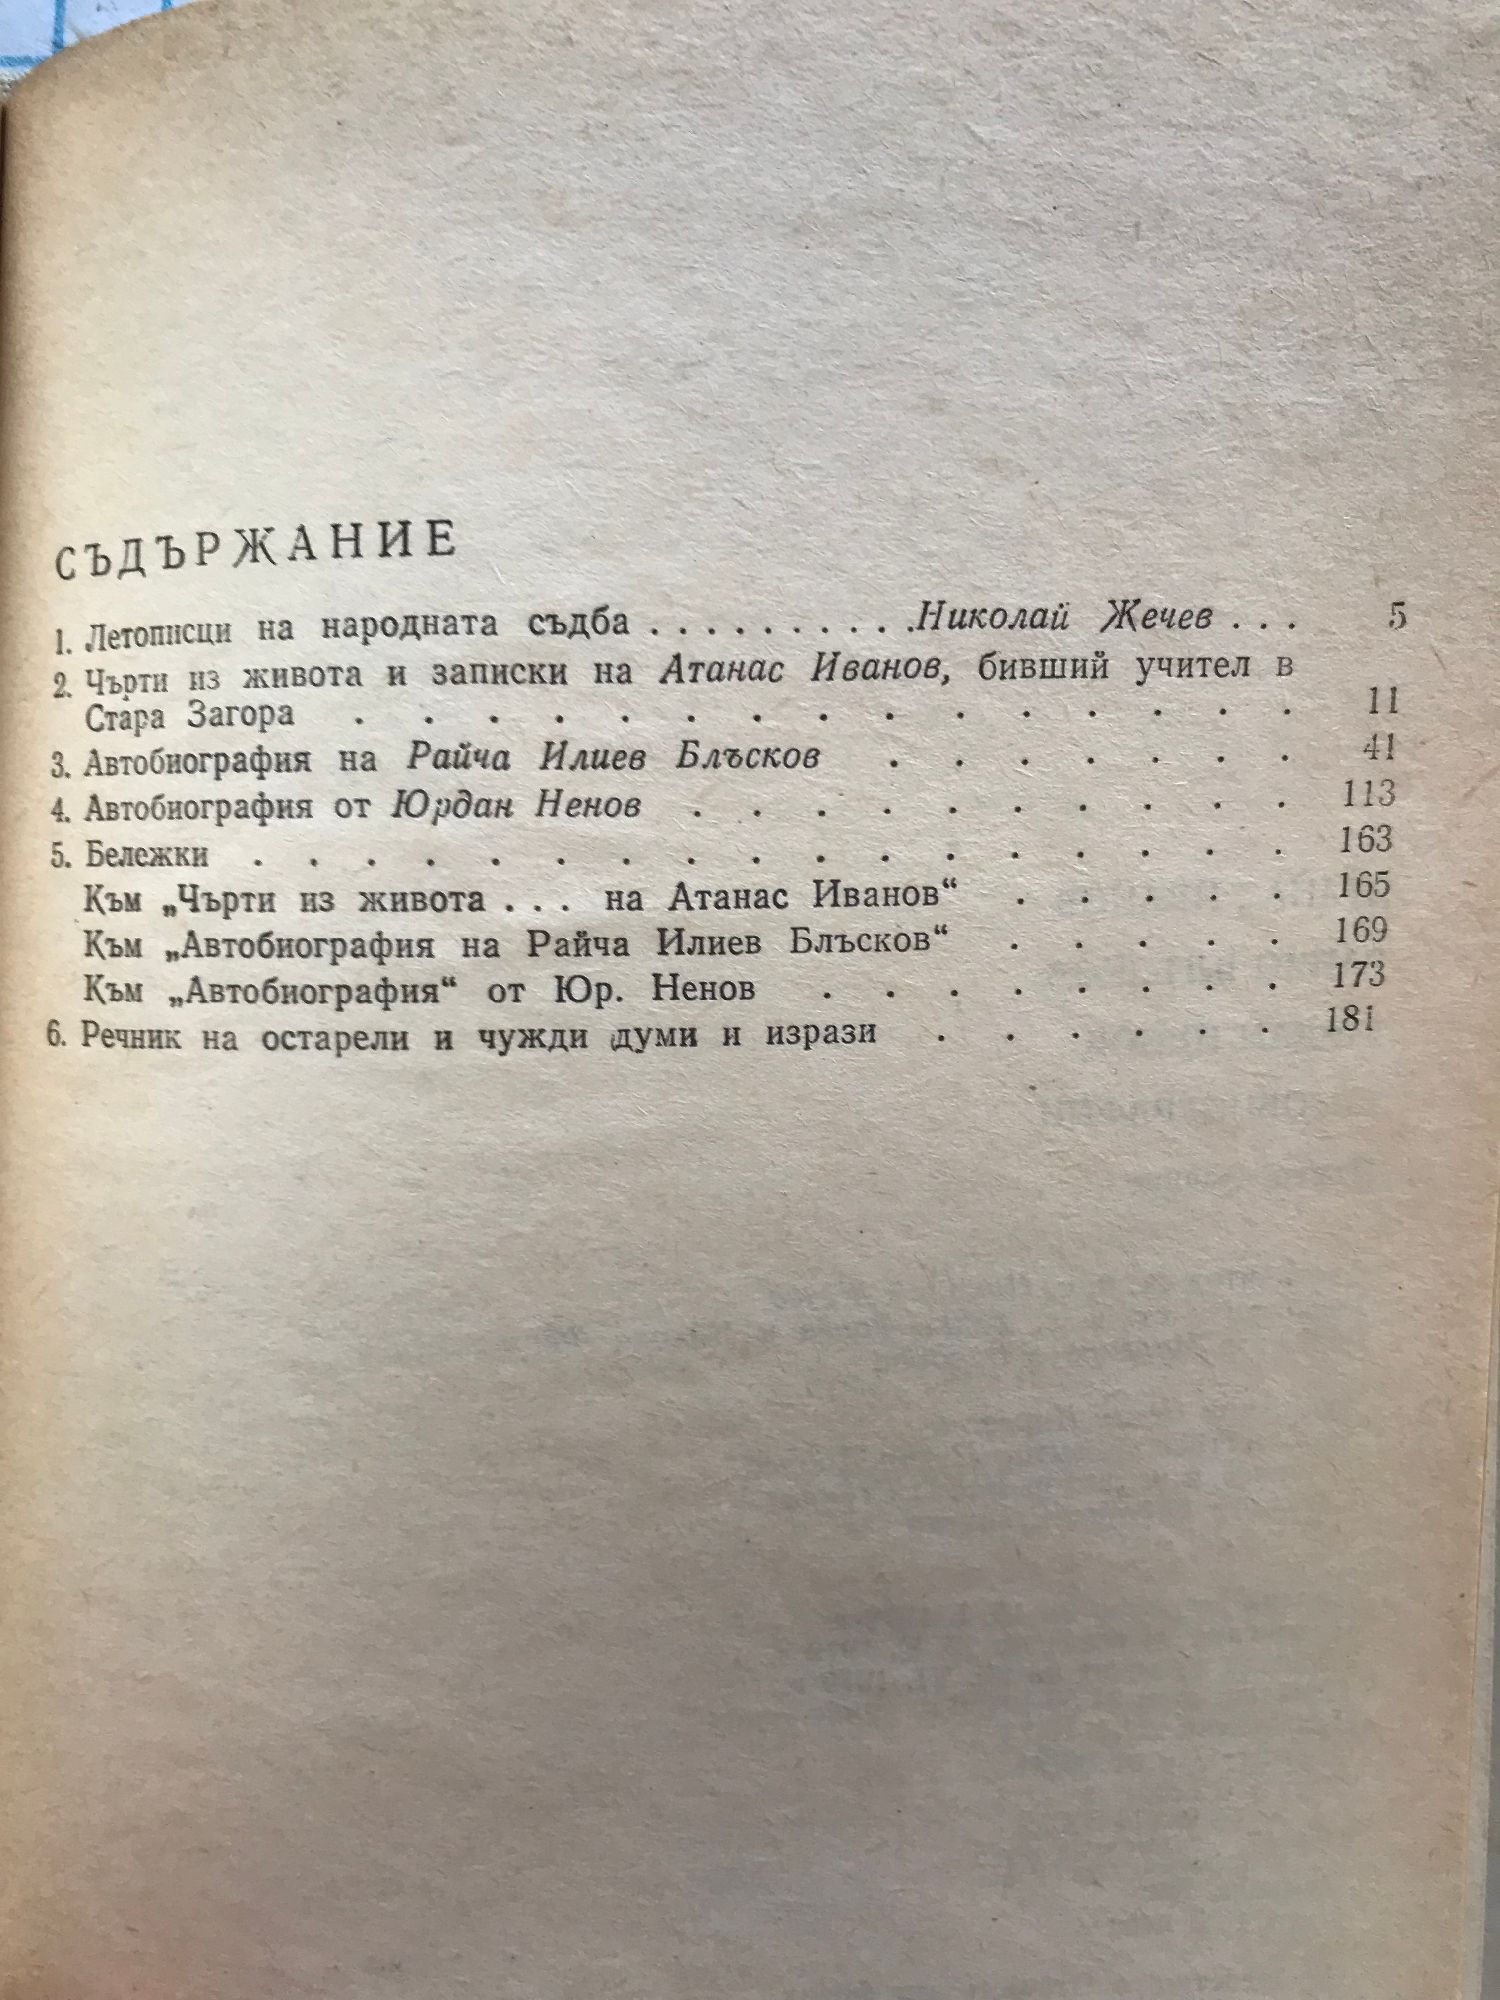 СЪДЪРЖАНИЕ
1. Летописци на народната съдба . . . . . . . . . . .Николай Жечев . . . 5
2. Чърти из живота и записки на Атанас Иванов, бивший учител в
Стара Загора . . . . . . . . . . . . . . . 11
3. Автобиография на Райча Илиев Блъсков . . . . . . . 41
4. Автобиография от Юрдан Ненов . . . . . . . . . . 113
5. Бележки . . . . . . . . . . . . . . . . . 163
Към „Чърти из живота . . . на Атанас Иванов“ . . . . . 165
Към „Автобиография на Райча Илиев Блъсков“ . . . . . 169
Към „Автобиография“ от Юр. Ненов . . . . . . . . 173
6. Речник на остарели и чужди думи и изрази . . . . . . 181